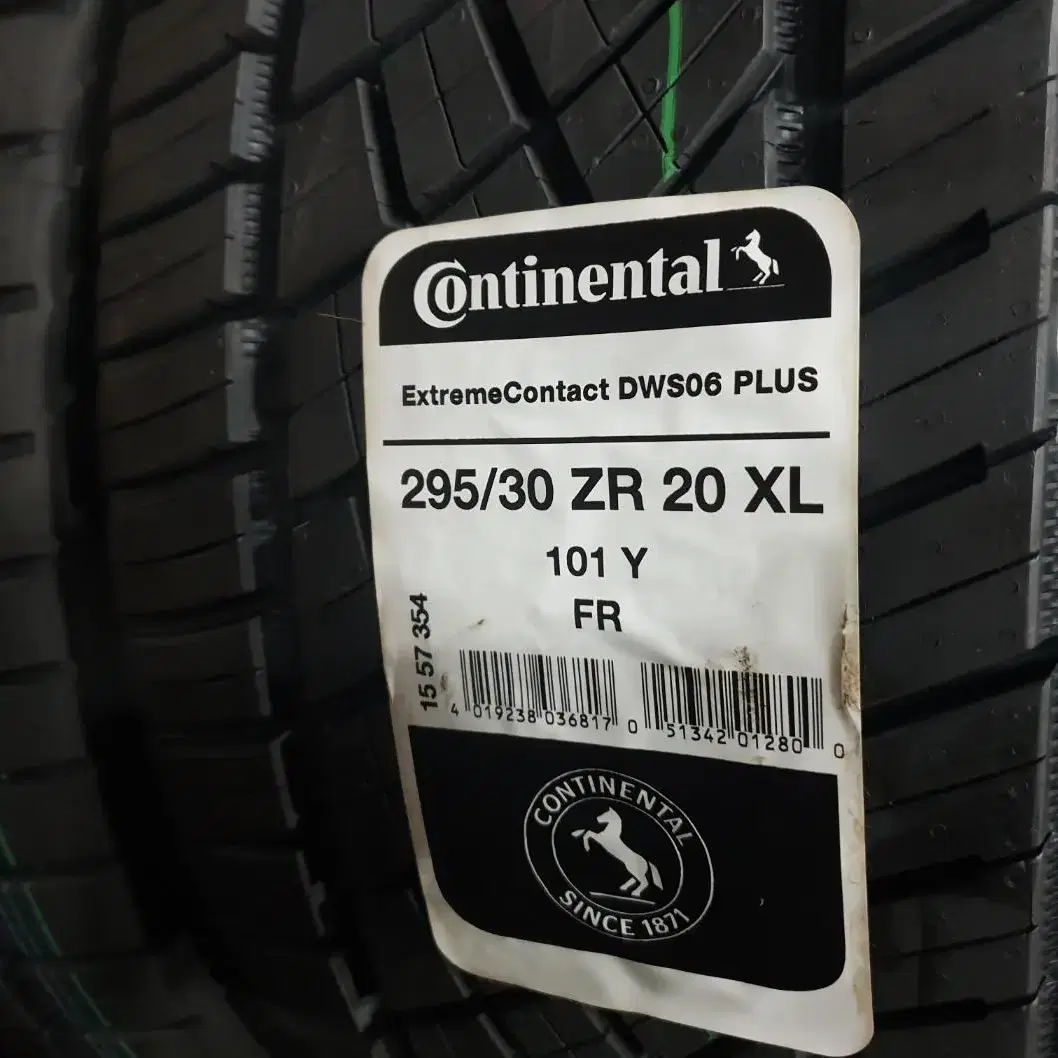 Continental
ExtremeContact DWS06 PLUS
295/30 ZR 20 XL
101 Y
FR
15 57 354
4 019238 036817
0 51342 01280 0
CONTINENTAL
SINCE 1871